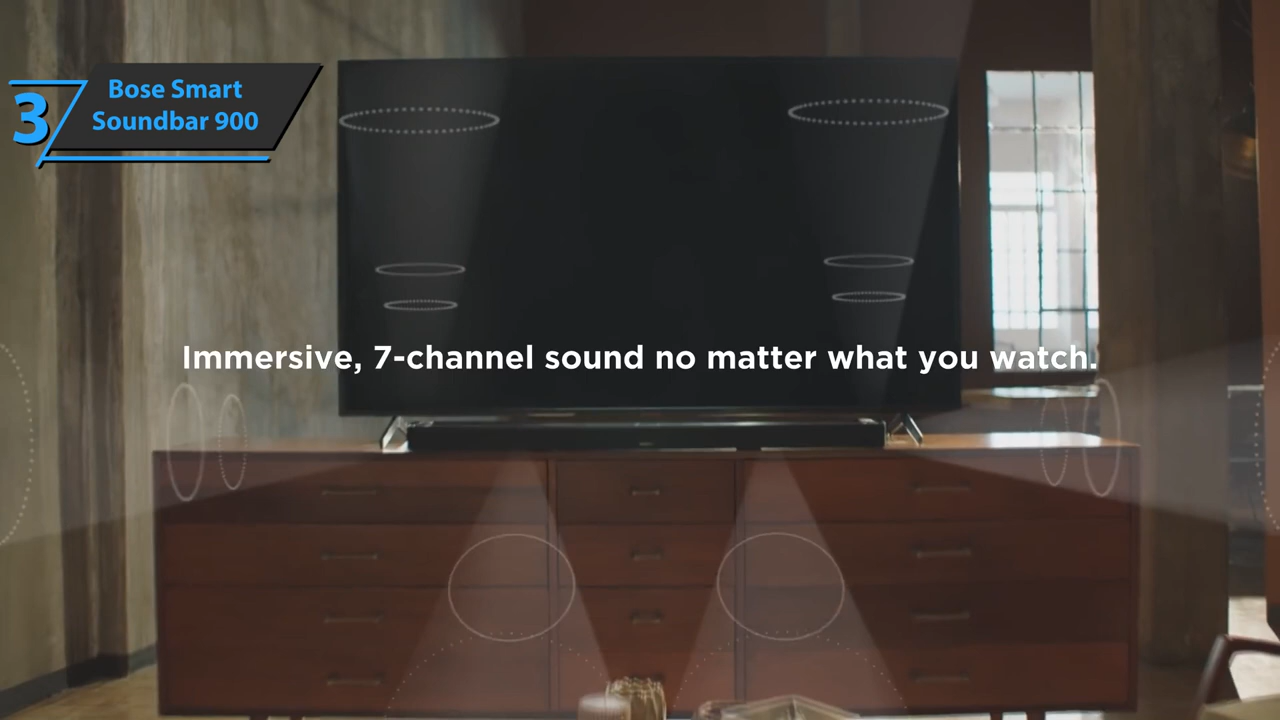 3
Bose Smart
Soundbar 900
Immersive, 7-channel sound no matter what you watch.